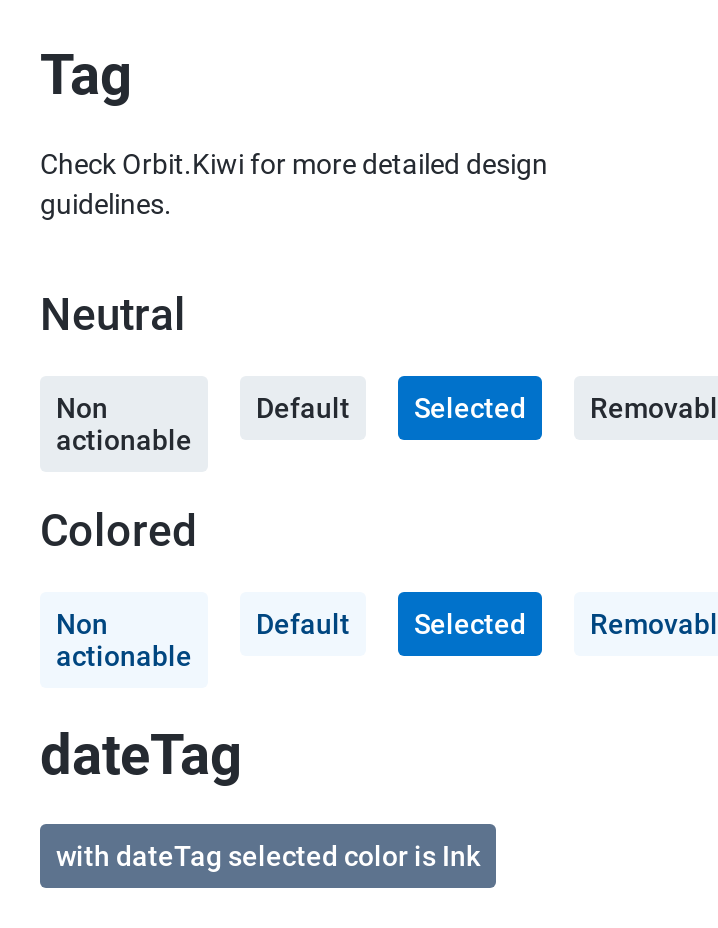 Tag
Check Orbit.Kiwi for more detailed design
guidelines.
Neutral
Non
actionable
Default
Selected
Removabl
Colored
Non
actionable
Default
Selected
Removabl
dateTag
with dateTag selected color is Ink